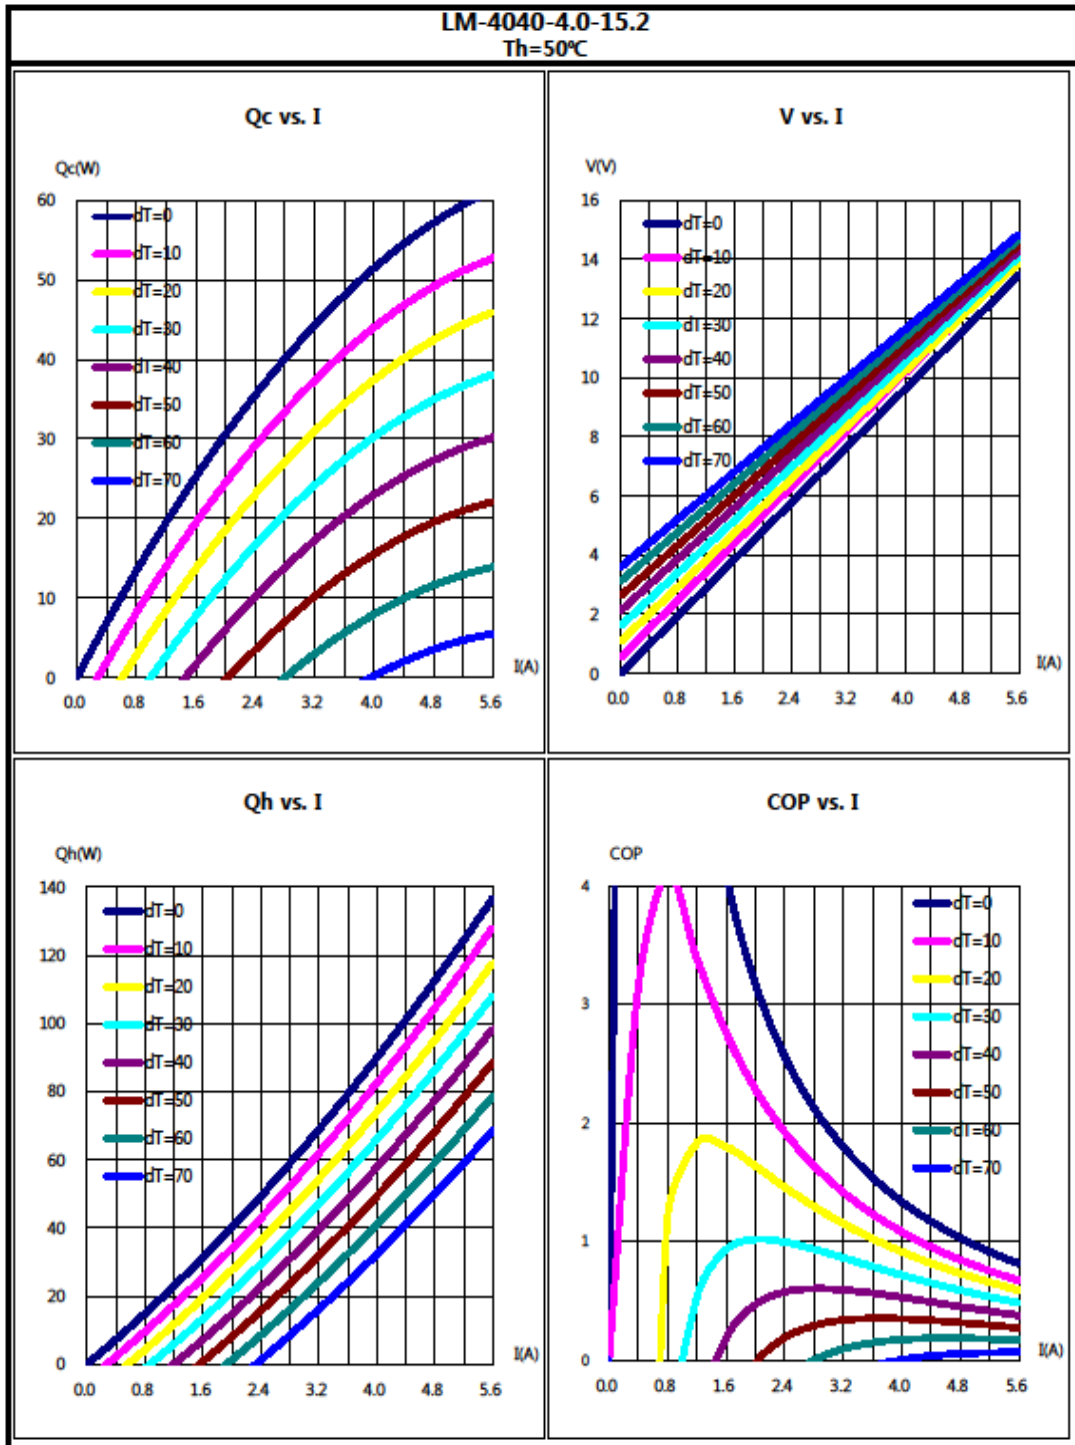 LM-4040-4.0-15.2
Th=50℃
Qc vs. I
Qc(W)
60
50
40
30
20
10
0
dT=0
dT=10
dT=20
dT=30
dT=40
dT=50
dT=60
dT=70
I(A)
0.0 0.8 1.6 2.4 3.2 4.0 4.8 5.6
V vs. I
V(V)
16
14
12
10
8
6
4
2
0
dT=0
dT=10
dT=20
dT=30
dT=40
dT=50
dT=60
dT=70
I(A)
0.0 0.8 1.6 2.4 3.2 4.0 4.8 5.6
Qh vs. I
Qh(W)
140
120
100
80
60
40
20
0
dT=0
dT=10
dT=20
dT=30
dT=40
dT=50
dT=60
dT=70
I(A)
0.0 0.8 1.6 2.4 3.2 4.0 4.8 5.6
COP vs. I
COP
4
3
2
1
0
dT=0
dT=10
dT=20
dT=30
dT=40
dT=50
dT=60
dT=70
I(A)
0.0 0.8 1.6 2.4 3.2 4.0 4.8 5.6